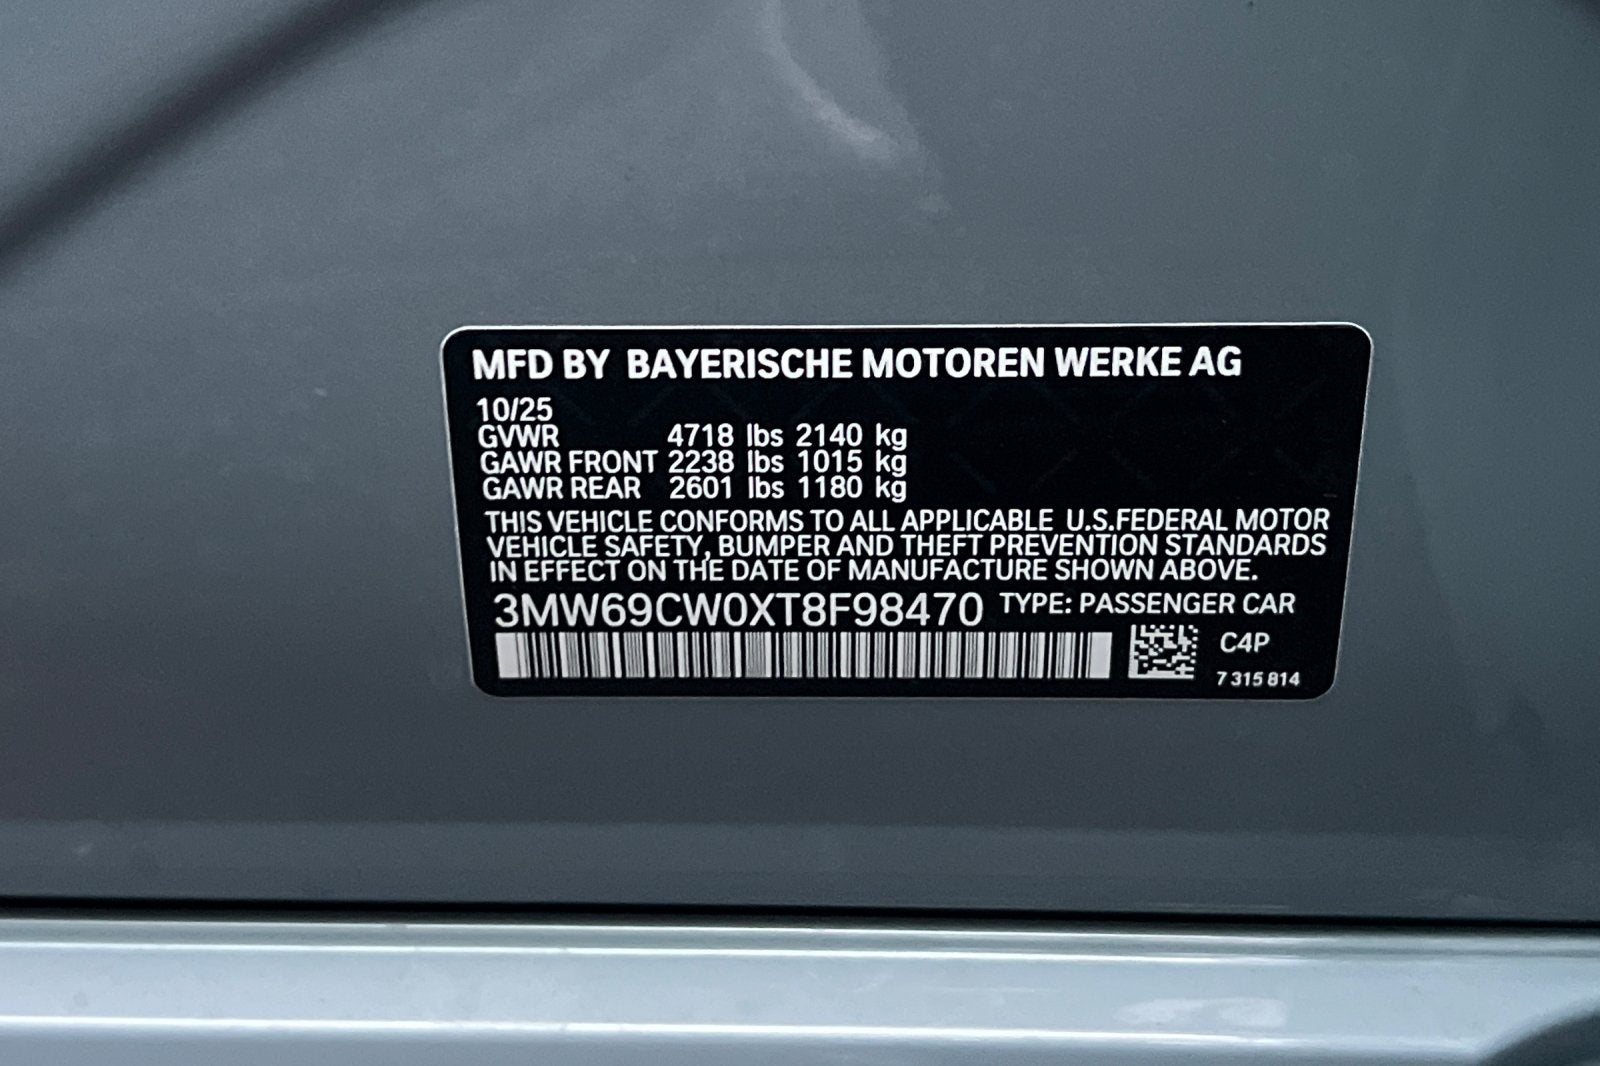 MFD BY BAYERISCHE MOTOREN WERKE AG
10/25
GVWR 4718 lbs 2140 kg
GAWR FRONT 2238 lbs 1015 kg
GAWR REAR 2601 lbs 1180 kg
THIS VEHICLE CONFORMS TO ALL APPLICABLE U.S.FEDERAL MOTOR
VEHICLE SAFETY, BUMPER AND THEFT PREVENTION STANDARDS
IN EFFECT ON THE DATE OF MANUFACTURE SHOWN ABOVE.
3MW69CW0XT8F98470 TYPE: PASSENGER CAR
C4P
7 315 814